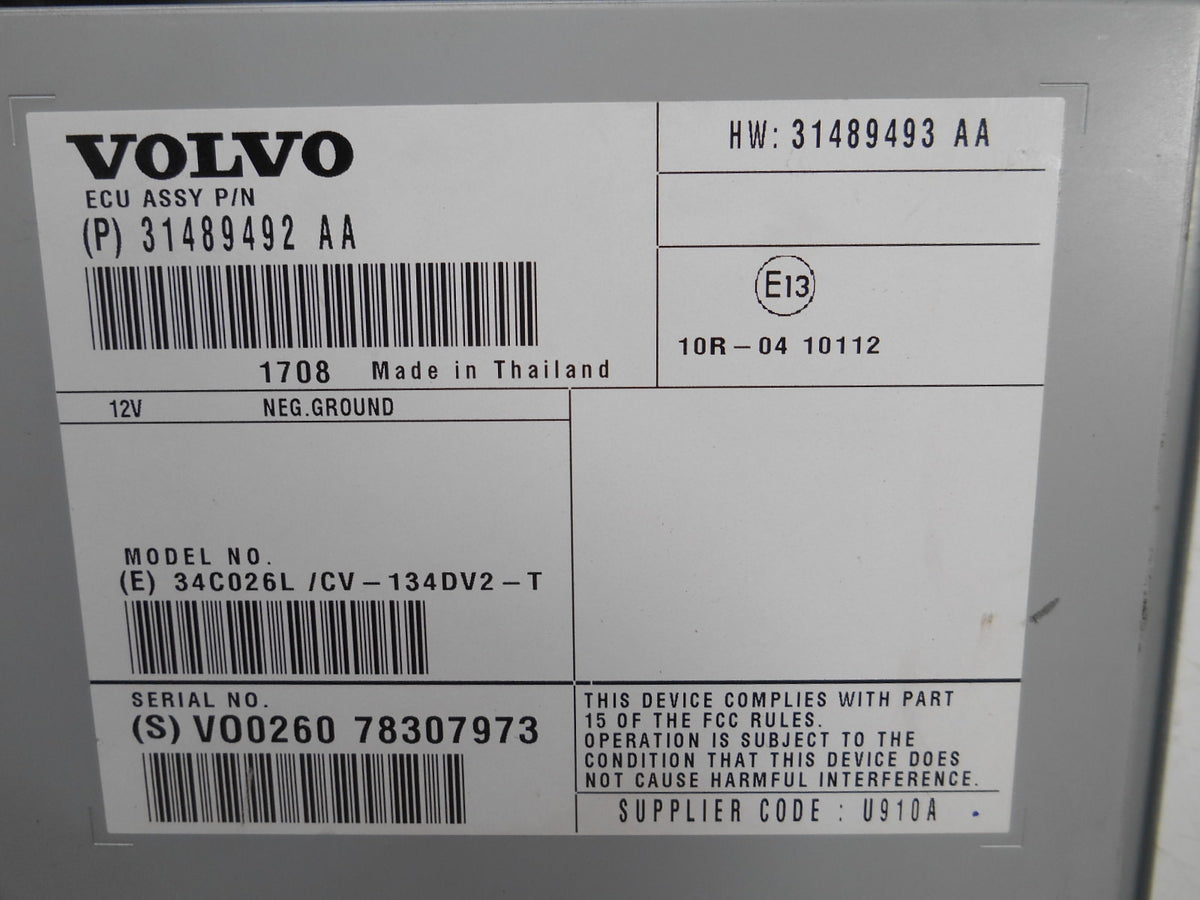 VOLVO
ECU ASSY P/N
(P) 31489492 AA
1708 Made in Thailand
HW: 31489493 AA
E13
10R-04 10112
12V NEG.GROUND
MODEL NO.
(E) 34C026L /CV-134DV2-T
SERIAL NO.
(S) VO0260 78307973
THIS DEVICE COMPLIES WITH PART
15 OF THE FCC RULES.
OPERATION IS SUBJECT TO THE
CONDITION THAT THIS DEVICE DOES
NOT CAUSE HARMFUL INTERFERENCE.
SUPPLIER CODE : U910A